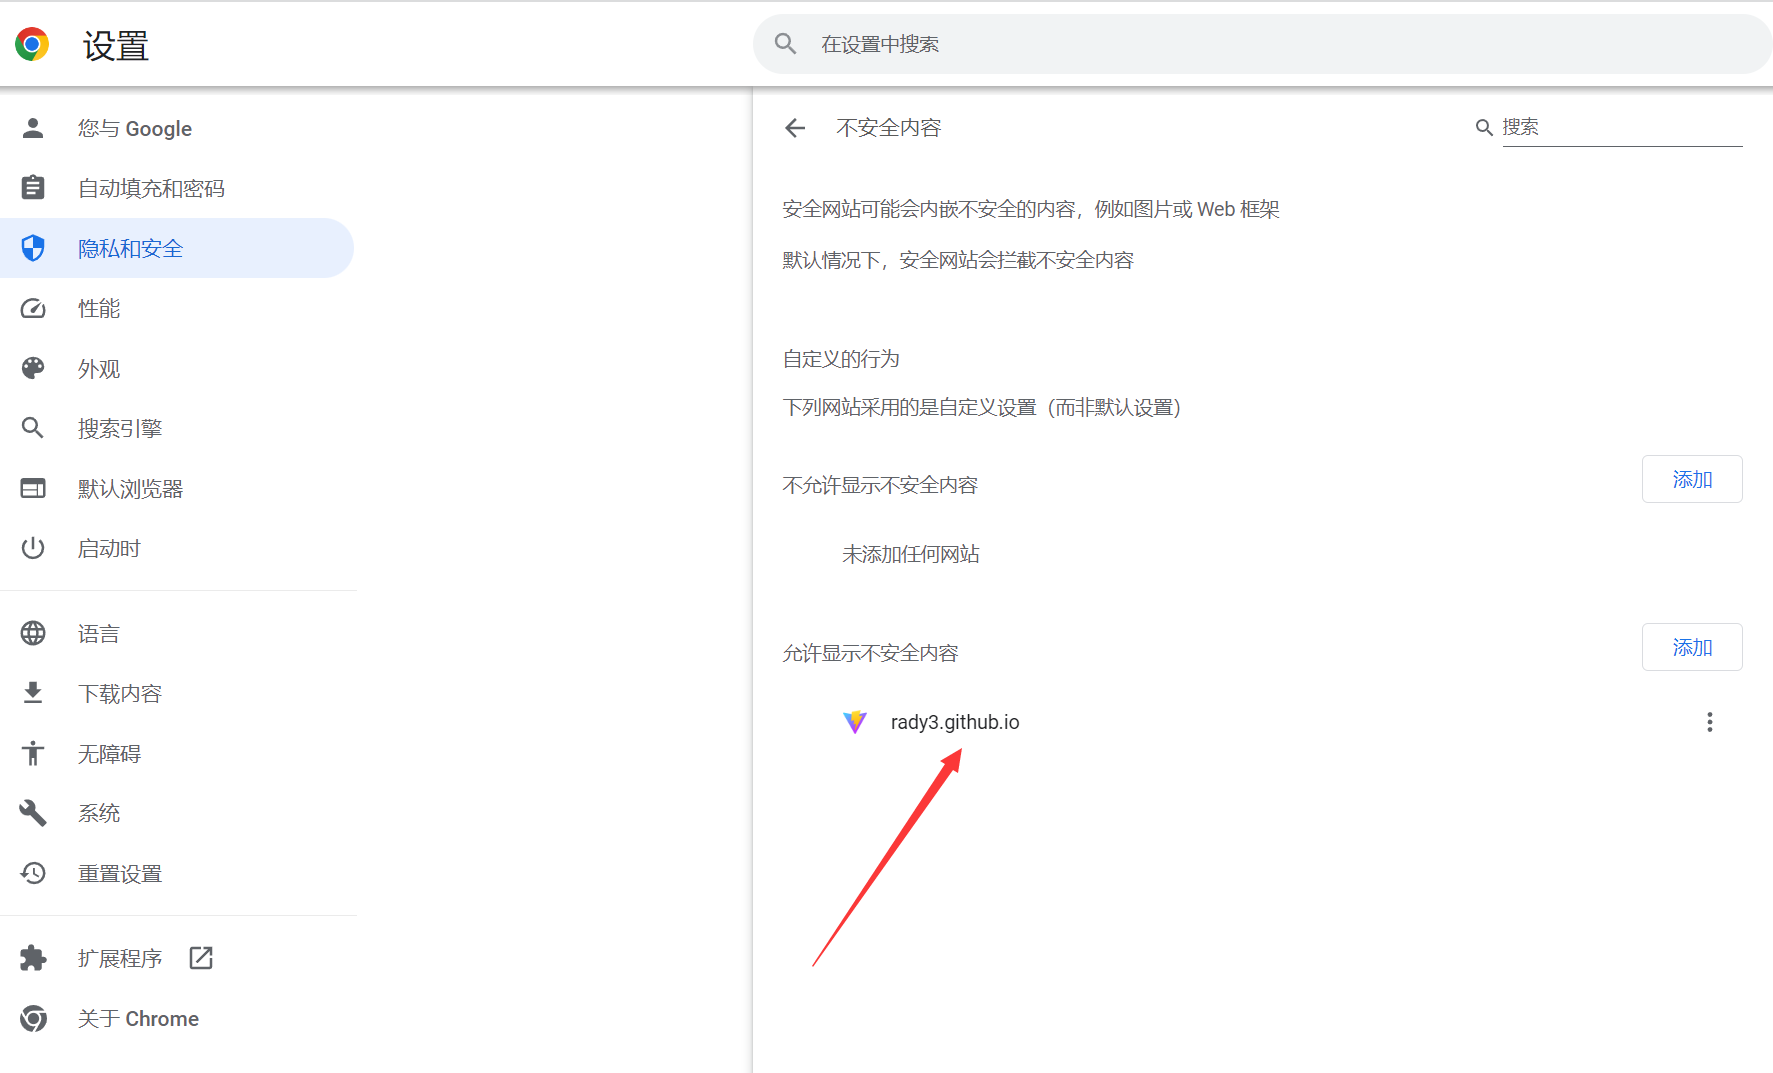 设置
在设置中搜索
您与 Google
自动填充和密码
隐私和安全
性能
外观
搜索引擎
默认浏览器
启动时
语言
下载内容
无障碍
系统
重置设置
扩展程序
关于 Chrome
不安全内容
搜索
安全网站可能会内嵌不安全的内容，例如图片或 Web 框架
默认情况下，安全网站会拦截不安全内容
自定义的行为
下列网站采用的是自定义设置（而非默认设置）
不允许显示不安全内容
添加
未添加任何网站
允许显示不安全内容
添加
rady3.github.io